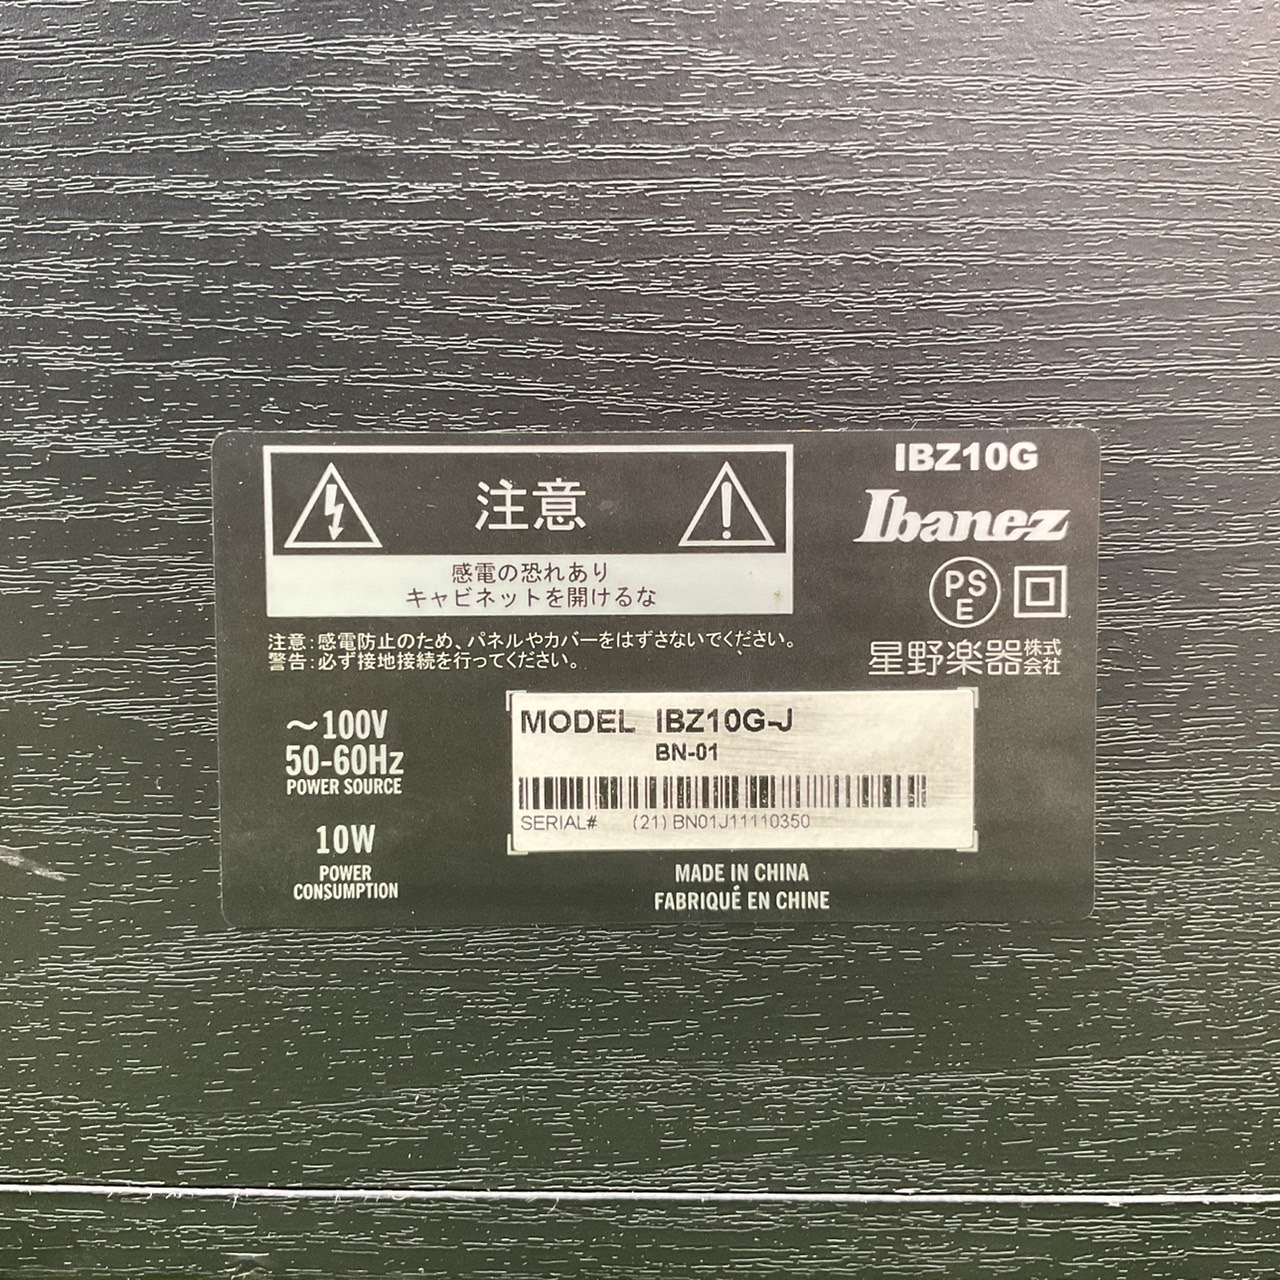 注意
感電の恐れあり
キャビネットを開けるな
注意:感電防止のため、パネルやカバーをはずさないでください。
警告:必ず接地接続を行ってください。
IBZ10G
Ibanez
PS
E
星野楽器株式会社
～100V
50-60Hz
POWER SOURCE
10W
POWER
CONSUMPTION
MODEL IBZ10G-J
BN-01
SERIAL# (21)BN01J11110350
MADE IN CHINA
FABRIQUÉ EN CHINE